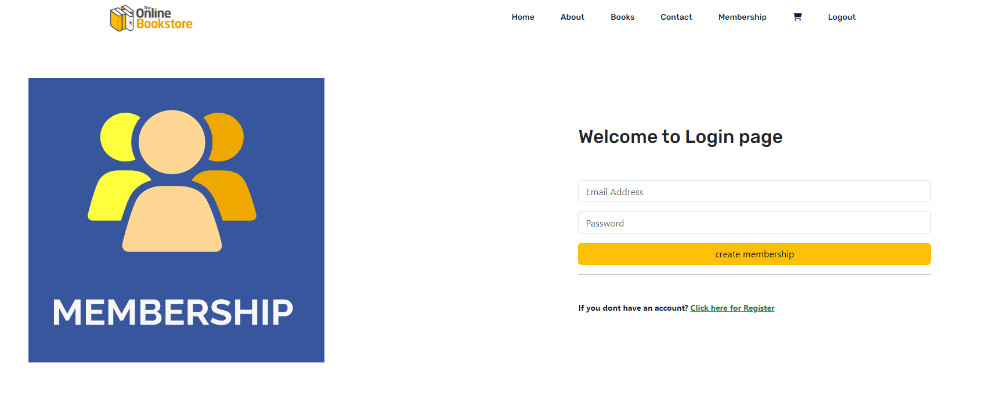 The Online
Bookstore
Home About Books Contact Membership Logout
MEMBERSHIP
Welcome to Login page
Email Address
Password
create membership
If you dont have an account? Click here for Register